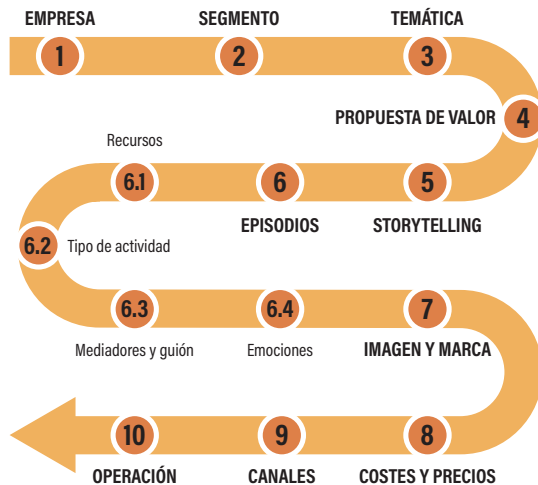 EMPRESA SEGMENTO TEMÁTICA
1 2 3
PROPUESTA DE VALOR 4
Recursos
6.1 6 5
EPISODIOS STORYTELLING
6.2 Tipo de actividad
6.3 6.4 7
Mediadores y guión Emociones IMAGEN Y MARCA
10 9 8
OPERACIÓN CANALES COSTES Y PRECIOS